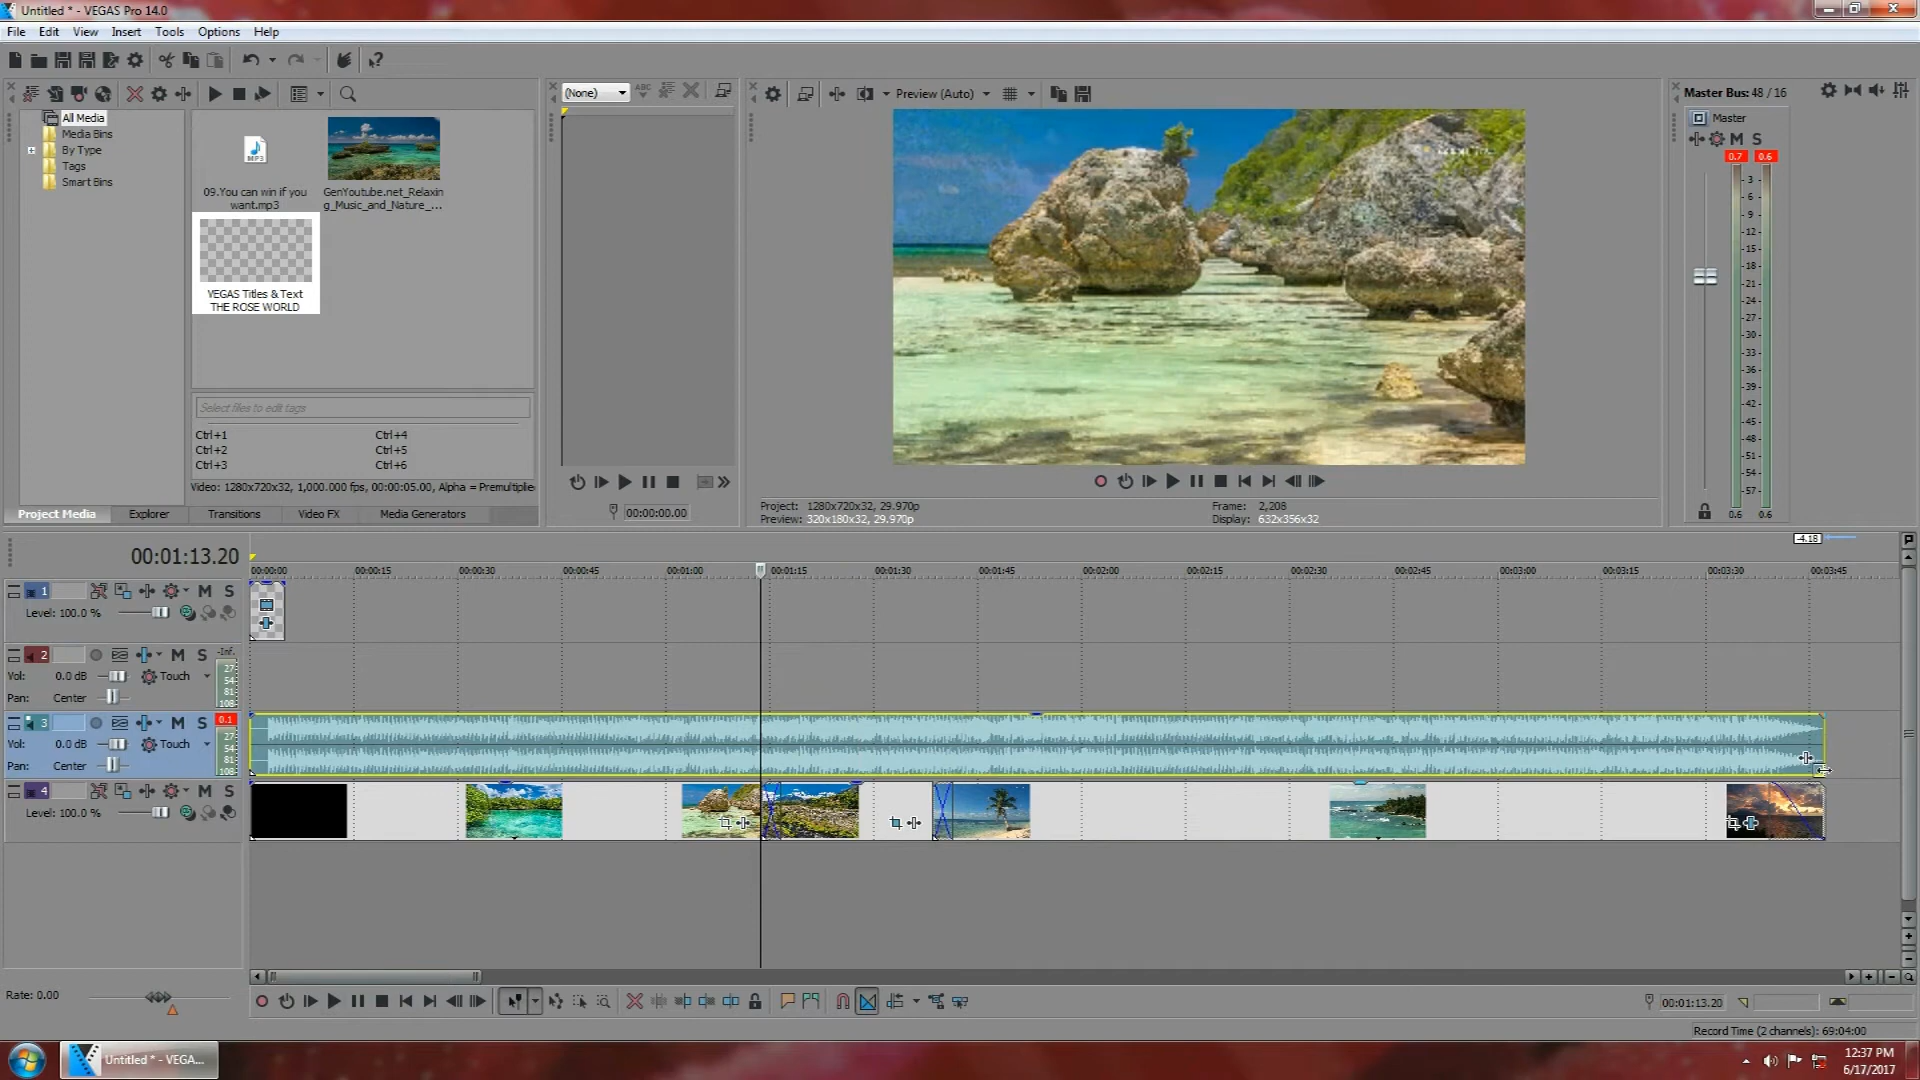 Untitled * - VEGAS Pro 14.0
File Edit View Insert Tools Options Help
All Media
Media Bins
By Type
Tags
Smart Bins
MP3
09.You can win if you want.mp3
GenYoutube.net_Relaxin
g_Music_and_Nature_...
VEGAS Titles & Text
THE ROSE WORLD
Select files to edit tags
Ctrl+1 Ctrl+4
Ctrl+2 Ctrl+5
Ctrl+3 Ctrl+6
Video: 1280x720x32, 1,000.000 fps, 00:00:05.00, Alpha = Premultiplie
Project Media Explorer Transitions Video FX Media Generators
(None)
00:00:00.00
Preview (Auto)
Project: 1280x720x32, 29.970p
Preview: 320x180x32, 29.970p
Frame: 2,208
Display: 632x356x32
Master Bus: 48 / 16
Master
M S
0.7 0.6
- 3 -
- 6 -
- 9 -
-12-
-15-
-18-
-21-
-24-
-27-
-30-
-33-
-36-
-39-
-42-
-45-
-48-
-51-
-54-
-57-
0.6 0.6
-4.18
00:01:13.20
00:00:00 00:00:15 00:00:30 00:00:45 00:01:00 00:01:15 00:01:30 00:01:45 00:02:00 00:02:15 00:02:30 00:02:45 00:03:00 00:03:15 00:03:30 00:03:45
1 M S
Level: 100.0 %
2 M S -Inf.
Vol: 0.0 dB Touch
Pan: Center
27
54
81
108
3 M S 0.1
Vol: 0.0 dB Touch
Pan: Center
27
54
81
108
4 M S
Level: 100.0 %
Rate: 0.00
00:01:13.20
Record Time (2 channels): 69:04:00
Untitled * - VEGA...
12:37 PM
6/17/2017